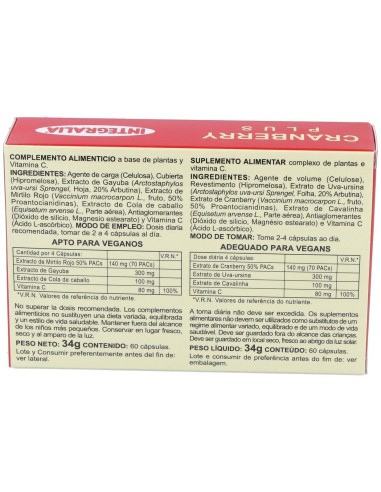 CRANBERRY
PLUS
INTEGRALIA
COMPLEMENTO ALIMENTICIO a base de plantas y
Vitamina C.
INGREDIENTES: Agente de carga (Celulosa), Cubierta
(Hipromelosa), Extracto de Gayuba (Arctostaphylos
uva-ursi Sprengel, Hoja, 20% Arbutina), Extracto de
Mirtilo Rojo (Vaccinium macrocarpon L., fruto, 50%
Proantocianidinas), Extracto de Cola de caballo
(Equisetum arvense L., Parte aérea), Antiaglomerantes
(Dióxido de silicio, Estearato de magnesio) y Vitamina C
(Ácido L-ascórbico). MODO DE EMPLEO: Dosis diaria
recomendada: tomar de 2 a 4 cápsulas al día.
APTO PARA VEGANOS
Cantidad por 4 Cápsulas: V.R.N.*
Extracto de Mirtilo Rojo 50% PACs 140 mg (70 PACs)
Extracto de Gayuba 300 mg
Extracto de Cola de caballo 100 mg
Vitamina C 80 mg 100%
*V.R.N. Valores de referencia del nutriente.
No superar la dosis recomendada. Los complementos
alimenticios no sustituyen una dieta variada, equilibrada
y un estilo de vida saludable. Mantener fuera del alcance
de los niños más pequeños. Conservar en lugar fresco,
seco y al amparo de la luz.
PESO NETO: 34g CONTENIDO: 60 cápsulas.
Lote y Consumir preferentemente antes del fin de:
ver lateral.
SUPLEMENTO ALIMENTAR complexo de plantas e
vitamina C.
INGREDIENTES: Agente de volume (Celulose),
Revestimento (Hipromelose), Extrato de Uva-ursina
(Arctostaphylos uva-ursi Sprengel, Folha, 20% Arbutina),
Extrato de Cranberry (Vaccinium macrocarpon L., fruto,
50% Proantocianidinas), Extrato de Cavalinha
(Equisetum arvense L., Parte aérea), Antiaglomerantes
(Dióxido de silício, Magnésio estearato) e Vitamina C
(Ácido L-ascórbico).
MODO DE TOMAR: Tome 2-4 cápsulas ao dia.
ADEQUADO PARA VEGANS
Dose diária 4 cápsulas: V.R.N.*
Extrato de Cranberry 50% PACs 140 mg (70 PACs)
Extrato de Uva-ursina 300 mg
Extrato de Cavalinha 100 mg
Vitamina C 80 mg 100%
*V.R.N. Valores de referência do nutriente.
A toma diária não deve ser excedida. Os suplementos
alimentares não devem ser utilizados como substitutos de um
regime alimentar variado, equilibrado e de um modo de vida
saudável. Deve ser guardado fora do alcance das crianças.
Deve ser guardado em local seco, fresco ao abrigo da luz solar.
PESO LÍQUIDO: 34g CONTEÚDO: 60 cápsulas.
Lote e consumir de preferência antes do fim de: ver
embalagem.